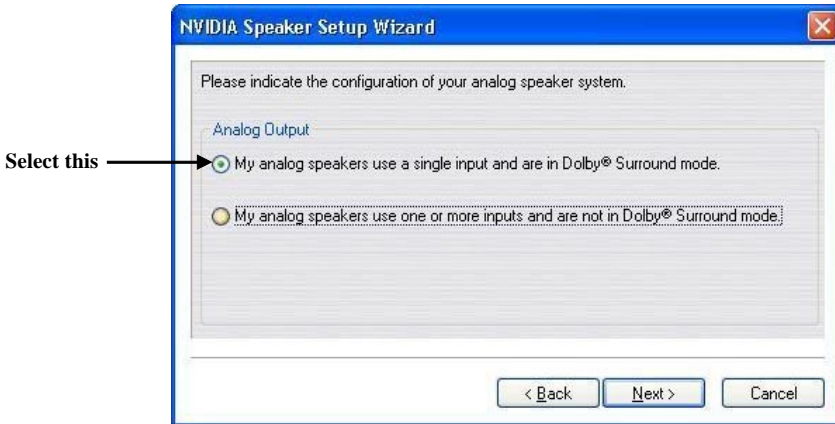 NVIDIA Speaker Setup Wizard
Please indicate the configuration of your analog speaker system.
Analog Output
Select this
My analog speakers use a single input and are in Dolby® Surround mode.
My analog speakers use one or more inputs and are not in Dolby® Surround mode.
< Back
Next >
Cancel